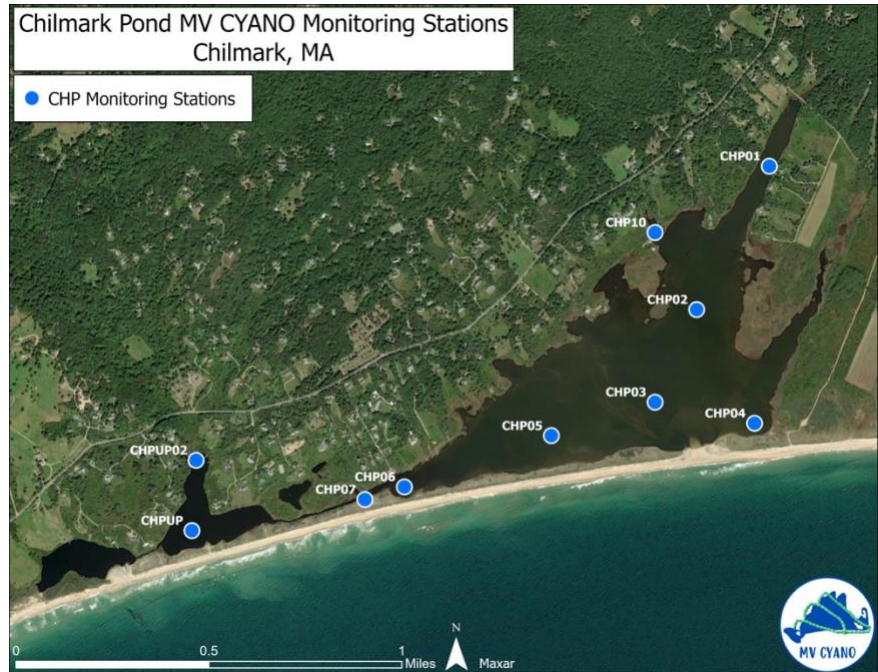 Chilmark Pond MV CYANO Monitoring Stations
Chilmark, MA
CHP Monitoring Stations
CHP01
CHP10
CHP02
CHP03
CHP04
CHP05
CHPUP02
CHP06
CHP07
CHPUP
N
0
0.5
1
Miles
Maxar
MV CYANO